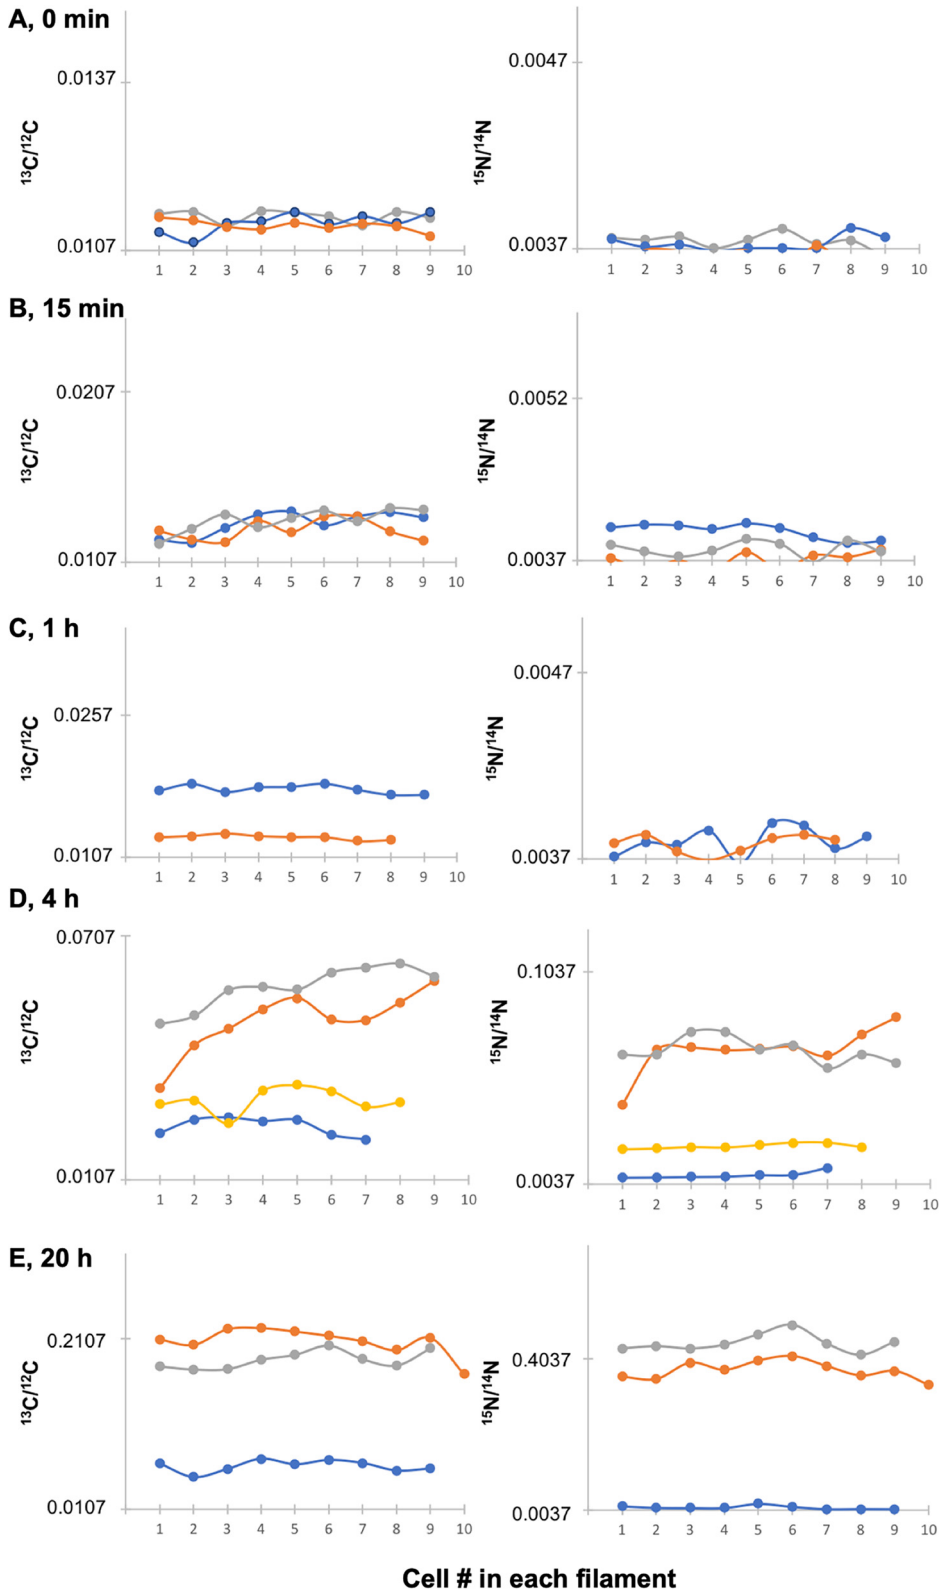 A, 0 min
0.0137
¹³C/¹²C
0.0107
1 2 3 4 5 6 7 8 9 10
0.0047
¹⁵N/¹⁴N
0.0037
1 2 3 4 5 6 7 8 9 10
B, 15 min
0.0207
¹³C/¹²C
0.0107
1 2 3 4 5 6 7 8 9 10
0.0052
¹⁵N/¹⁴N
0.0037
1 2 3 4 5 6 7 8 9 10
C, 1 h
0.0257
¹³C/¹²C
0.0107
1 2 3 4 5 6 7 8 9 10
0.0047
¹⁵N/¹⁴N
0.0037
1 2 3 4 5 6 7 8 9 10
D, 4 h
0.0707
¹³C/¹²C
0.0107
1 2 3 4 5 6 7 8 9 10
0.1037
¹⁵N/¹⁴N
0.0037
1 2 3 4 5 6 7 8 9 10
E, 20 h
0.2107
¹³C/¹²C
0.0107
1 2 3 4 5 6 7 8 9 10
0.4037
¹⁵N/¹⁴N
0.0037
1 2 3 4 5 6 7 8 9 10
Cell # in each filament